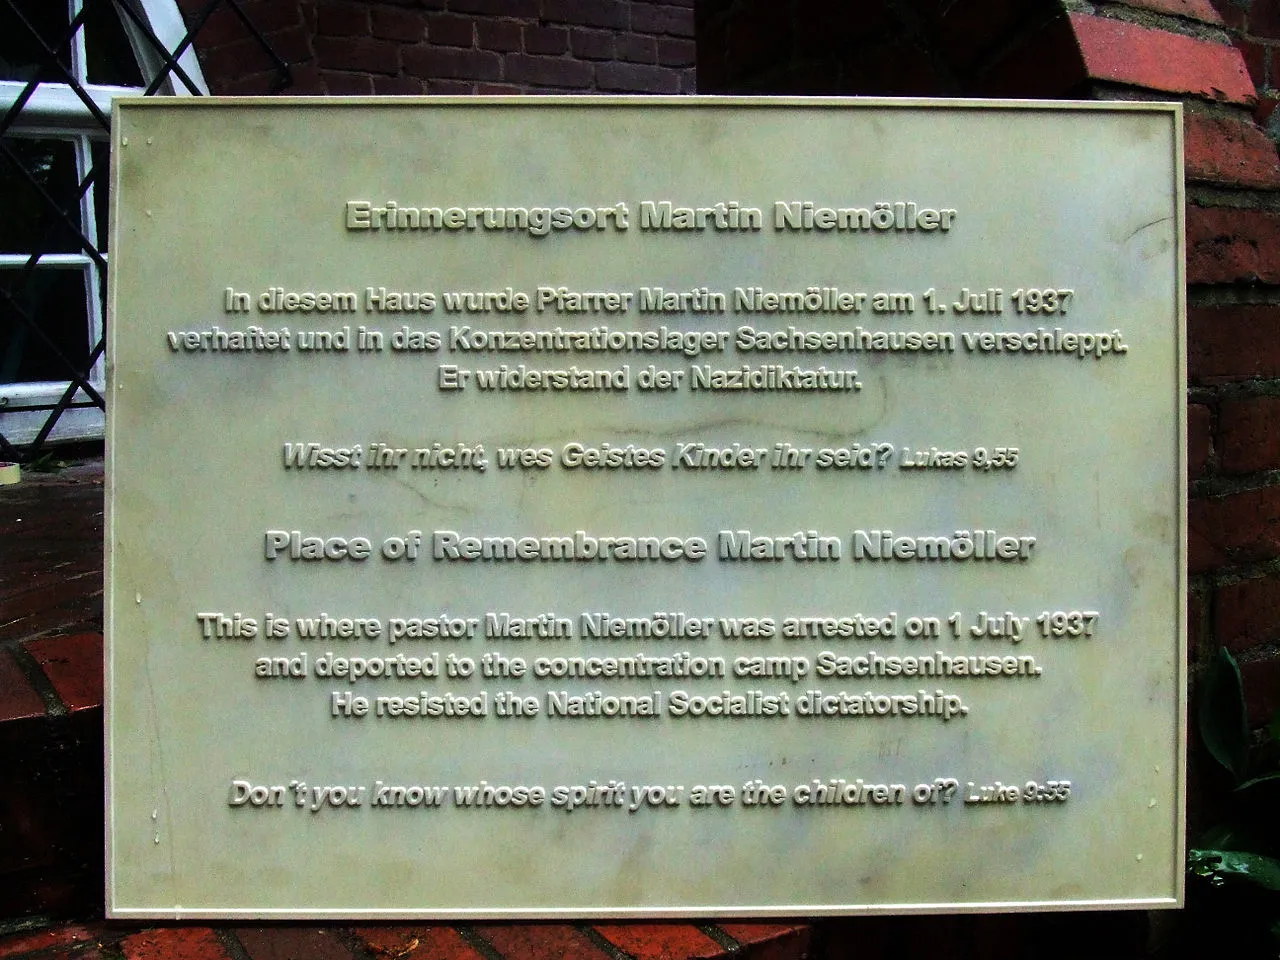 Erinnerungsort Martin Niemöller
In diesem Haus wurde Pfarrer Martin Niemöller am 1. Juli 1937
verhaftet und in das Konzentrationslager Sachsenhausen verschleppt.
Er widerstand der Nazidiktatur.
Wisst ihr nicht, wes Geistes Kinder ihr seid? Lukas 9,55
Place of Remembrance Martin Niemöller
This is where pastor Martin Niemöller was arrested on 1 July 1937
and deported to the concentration camp Sachsenhausen.
He resisted the National Socialist dictatorship.
Don´t you know whose spirit you are the children of? Luke 9:55